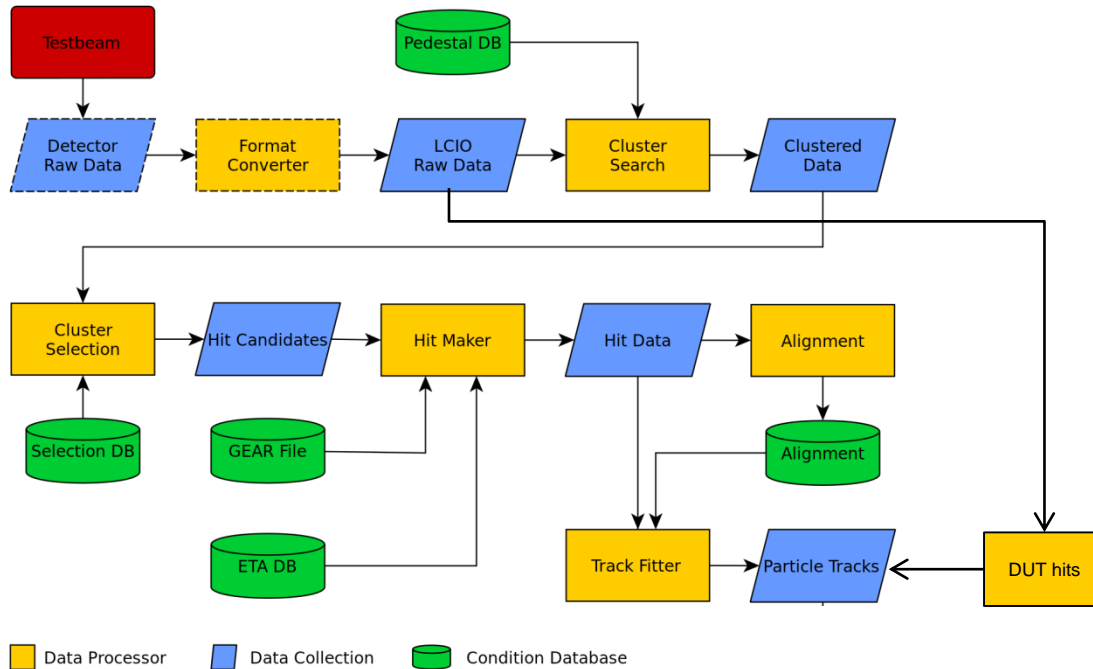 Testbeam
Pedestal DB
Detector
Raw Data
Format
Converter
LCIO
Raw Data
Cluster
Search
Clustered
Data
Cluster
Selection
Hit Candidates
Hit Maker
Hit Data
Alignment
Selection DB
GEAR File
Alignment
ETA DB
Track Fitter
Particle Tracks
DUT hits
Data Processor
Data Collection
Condition Database